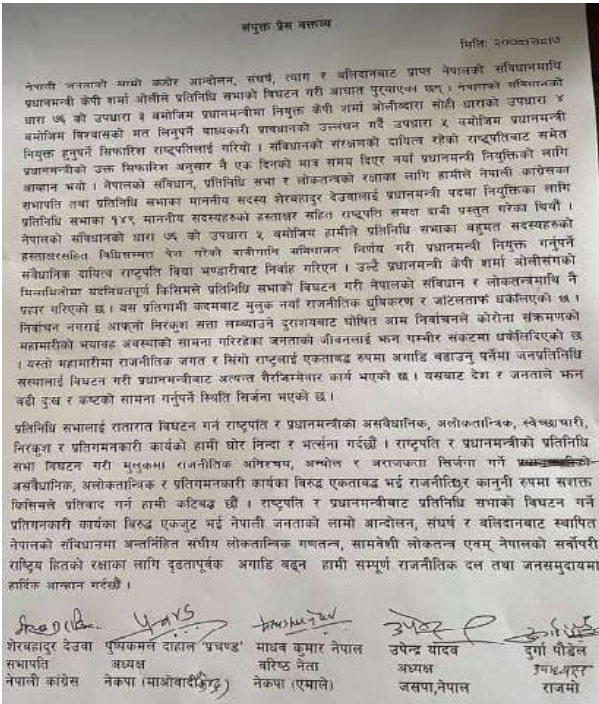 संयुक्त प्रेस वक्तव्य
मितिः २०७८।२।८
नेपाली जनताको लामो कठोर आन्दोलन, संघर्ष, त्याग र बलिदानबाट प्राप्त नेपालको संविधानमाथि
प्रधानमन्त्री केपी शर्मा ओलीले प्रतिनिधि सभाको विघटन गरी आघात पुर्‍याएका छन् । नेपालको संविधानको
धारा ७६ को उपधारा ३ बमोजिम प्रधानमन्त्रीमा नियुक्त केपी शर्मा ओलीव्दारा सोही धाराको उपधारा ४
बमोजिम विश्वासको मत लिनुपर्ने बाध्यकारी प्रावधानको उल्लंघन गर्दै उपधारा ५ बमोजिम प्रधानमन्त्री
नियुक्त हुनुपर्ने सिफारिश राष्ट्रपतिलाई गरियो । संविधानको संरक्षणको दायित्व रहेको राष्ट्रपतिबाट समेत
प्रधानमन्त्रीको उक्त सिफारिश अनुसार नै एक दिनको मात्र समय दिएर नयाँ प्रधानमन्त्री नियुक्तिको लागि
आव्हान भयो । नेपालको संविधान, प्रतिनिधि सभा र लोकतन्त्रको रक्षाका लागि हामीले नेपाली कांग्रेसका
सभापति तथा प्रतिनिधि सभाका माननीय सदस्य शेरबहादुर देउवालाई प्रधानमन्त्री पदमा नियुक्तिका लागि
प्रतिनिधि सभाका १४९ माननीय सदस्यहरुको हस्ताक्षर सहित राष्ट्रपति समक्ष दावी प्रस्तुत गरेका थियौं ।
नेपालको संविधानको धारा ७६ को उपधारा ५ बमोजिम हामीले प्रतिनिधि सभाका बहुमत सदस्यहरुको
हस्ताक्षरसहित विधिसम्मत पेश गरेको दावीमाथि संविधानतः निर्णय गरी प्रधानमन्त्री नियुक्त गर्नुपर्ने
संवैधानिक दायित्व राष्ट्रपति विद्या भण्डारीबाट निर्वाह गरिएन । उल्टै प्रधानमन्त्री केपी शर्मा ओलीसंगको
मिलोमतोमा बदनियतपूर्ण किसिमले प्रतिनिधि सभाको विघटन गरी नेपालको संविधान र लोकतन्त्रमाथि नै
प्रहार गरिएको छ । यस प्रतिगामी कदमबाट मुलुक नयाँ राजनीतिक ध्रुविकरण र जटिलतातर्फ धकेलिएको छ ।
निर्वाचन नगराई आफ्नो निरंकुश सत्ता लम्ब्याउने दुराशयबाट घोषित आम निर्वाचनले कोरोना संक्रमणको
महामारीको भयावह अवस्थाको सामना गरिरहेका जनताको जीवनलाई झन गम्भीर संकटमा धकेलिदिएको छ
। यस्तो महामारीमा राजनीतिक जगत र सिंगो राष्ट्रलाई एकताबद्ध रुपमा अगाडि बढाउनु पर्नेमा जनप्रतिनिधि
संस्थालाई विघटन गरी प्रधानमन्त्रीबाट अत्यन्त गैरजिम्मेवार कार्य भएको छ । यसबाट देश र जनताले झन
बढी दुःख र कष्टको सामना गर्नुपर्ने स्थिति सिर्जना भएको छ ।
प्रतिनिधि सभालाई रातारात विघटन गर्न राष्ट्रपति र प्रधानमन्त्रीको असवैधानिक, अलोकतान्त्रिक, स्वेच्छाचारी,
निरंकुश र प्रतिगमनकारी कार्यको हामी घोर निन्दा र भर्त्सना गर्दछौं । राष्ट्रपति र प्रधानमन्त्रीको प्रतिनिधि
सभा विघटन गरी मुलुकमा राजनीतिक अनिश्चय, अन्योल र अराजकता सिर्जना गर्ने
असवैधानिक, अलोकतान्त्रिक र प्रतिगमनकारी कार्यका विरुद्ध एकताबद्ध भई राजनीतिक र कानुनी रुपमा सशक्त
किसिमले प्रतिवाद गर्न हामी कटिबद्ध छौं । राष्ट्रपति र प्रधानमन्त्रीबाट प्रतिनिधि सभाको विघटन गर्ने
प्रतिगमनकारी कार्यका विरुद्ध एकजुट भई नेपाली जनताको लामो आन्दोलन, संघर्ष र बलिदानबाट स्थापित
नेपालको संविधानमा अन्तर्निहित संघीय लोकतान्त्रिक गणतन्त्र, सामवेशी लोकतन्त्र एवम् नेपालको सर्वोपरी
राष्ट्रिय हितको रक्षाका लागि दृढतापूर्वक अगाडि बढ्न हामी सम्पूर्ण राजनीतिक दल तथा जनसमुदायमा
हार्दिक आव्हान गर्दछौं ।
शेरबहादुर देउवा पुष्पकमल दाहाल 'प्रचण्ड' माधव कुमार नेपाल उपेन्द्र यादव दुर्गा पौडेल
सभापति अध्यक्ष वरिष्ठ नेता अध्यक्ष उपाध्यक्ष
नेपाली कांग्रेस नेकपा (माओवादी केन्द्र) नेकपा (एमाले) जसपा,नेपाल राजमो